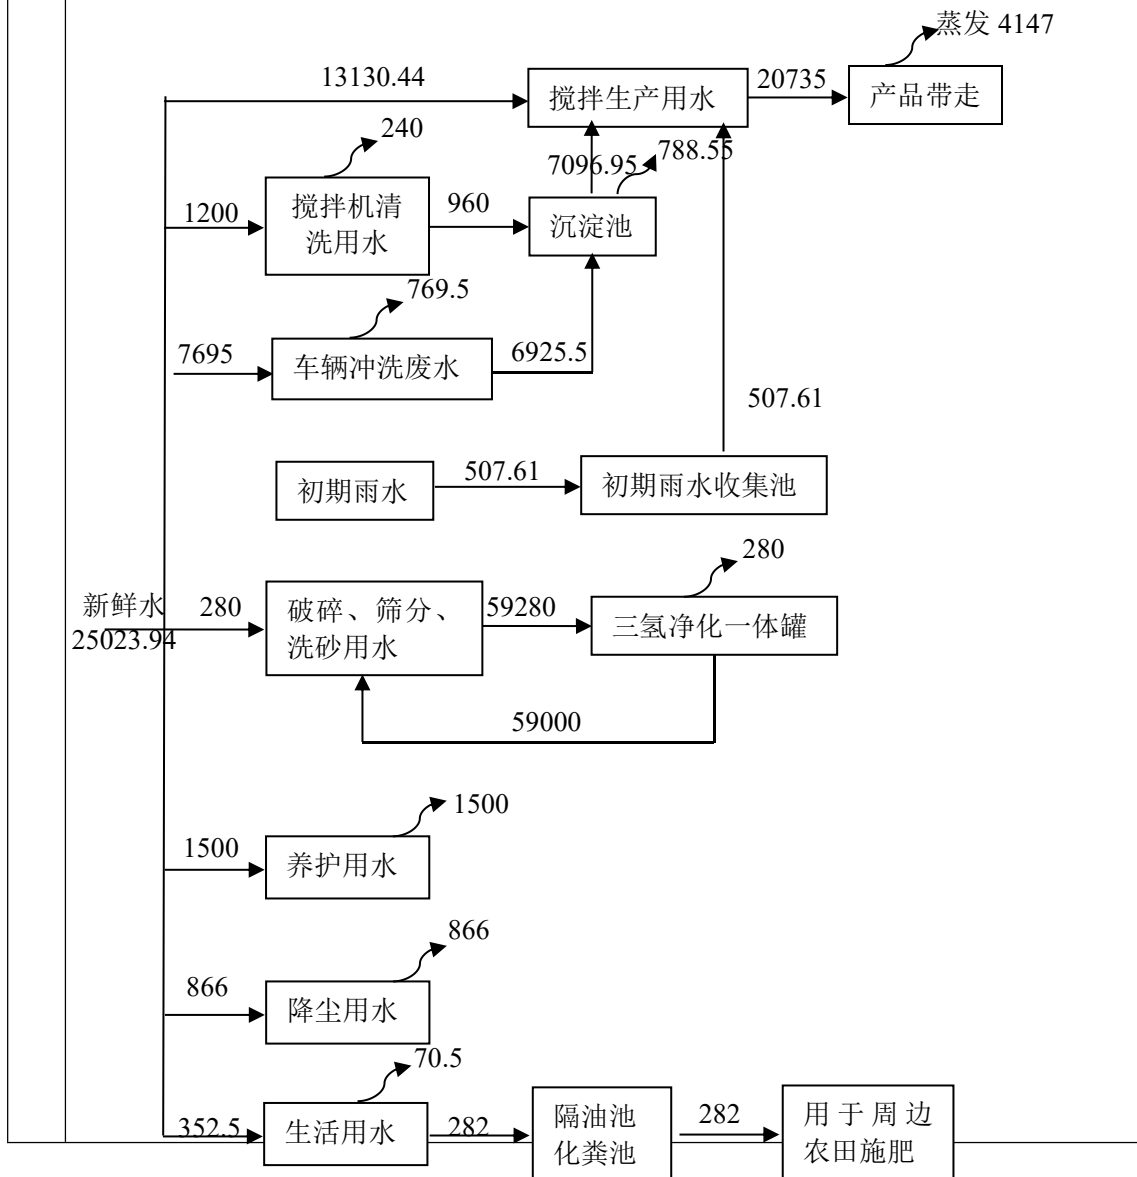 蒸发 4147
13130.44
搅拌生产用水
20735
产品带走
240
7096.95
788.55
1200
搅拌机清
洗用水
960
沉淀池
769.5
7695
车辆冲洗废水
6925.5
507.61
初期雨水
507.61
初期雨水收集池
280
新鲜水
25023.94
280
破碎、筛分、
洗砂用水
59280
三氢净化一体罐
59000
1500
1500
养护用水
866
866
降尘用水
70.5
352.5
生活用水
282
隔油池
化粪池
282
用于周边
农田施肥